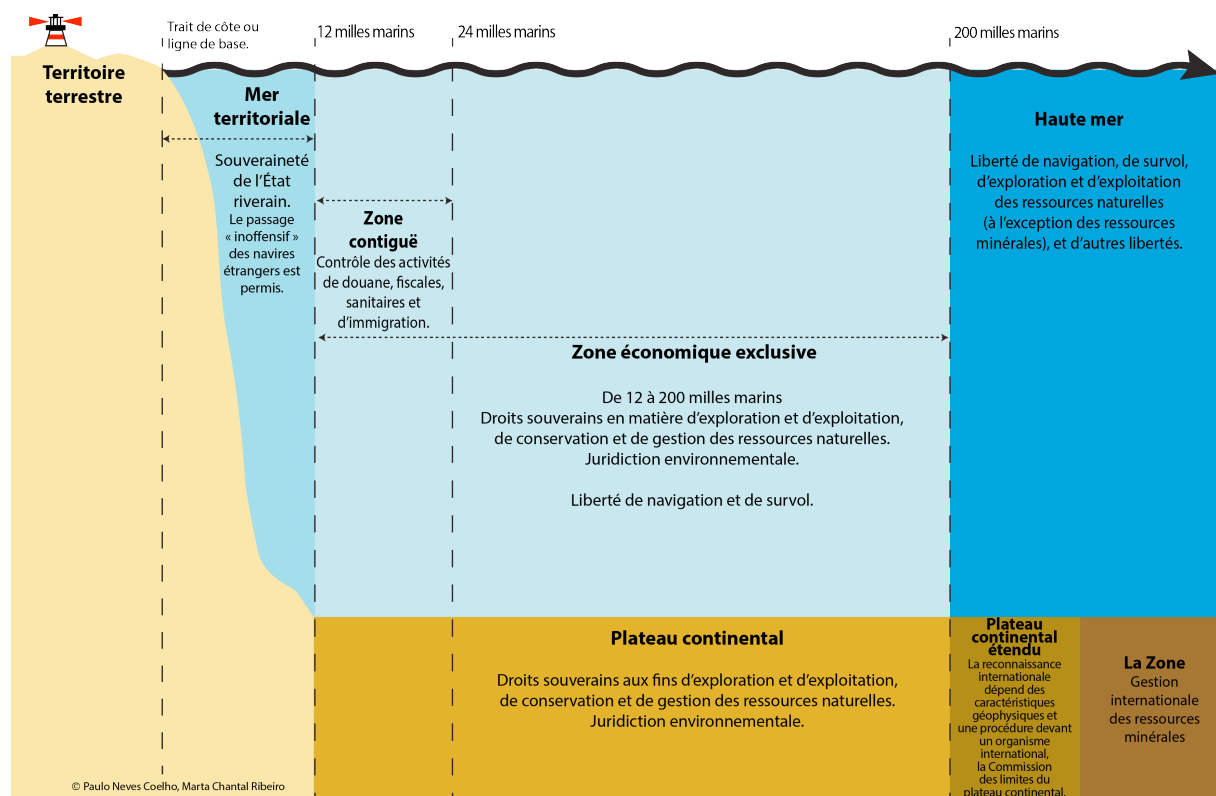 Trait de côte ou
ligne de base.
12 milles marins
24 milles marins
200 milles marins
Territoire
terrestre
Mer
territoriale
Souveraineté
de l’État
riverain.
Le passage
« inoffensif »
des navires
étrangers est
permis.
Zone
contiguë
Contrôle des activités
de douane, fiscales,
sanitaires et
d’immigration.
Zone économique exclusive
De 12 à 200 milles marins
Droits souverains en matière d’exploration et d’exploitation,
de conservation et de gestion des ressources naturelles.
Juridiction environnementale.
Liberté de navigation et de survol.
Haute mer
Liberté de navigation, de survol,
d’exploration et d’exploitation
des ressources naturelles
(à l’exception des ressources
minérales), et d’autres libertés.
Plateau continental
Droits souverains aux fins d’exploration et d’exploitation,
de conservation et de gestion des ressources naturelles.
Juridiction environnementale.
Plateau
continental
étendu
La reconnaissance
internationale
dépend des
caractéristiques
géophysiques et
une procédure devant
un organisme
international,
la Commission
des limites du
plateau continental.
La Zone
Gestion
internationale
des ressources
minérales
© Paulo Neves Coelho, Marta Chantal Ribeiro